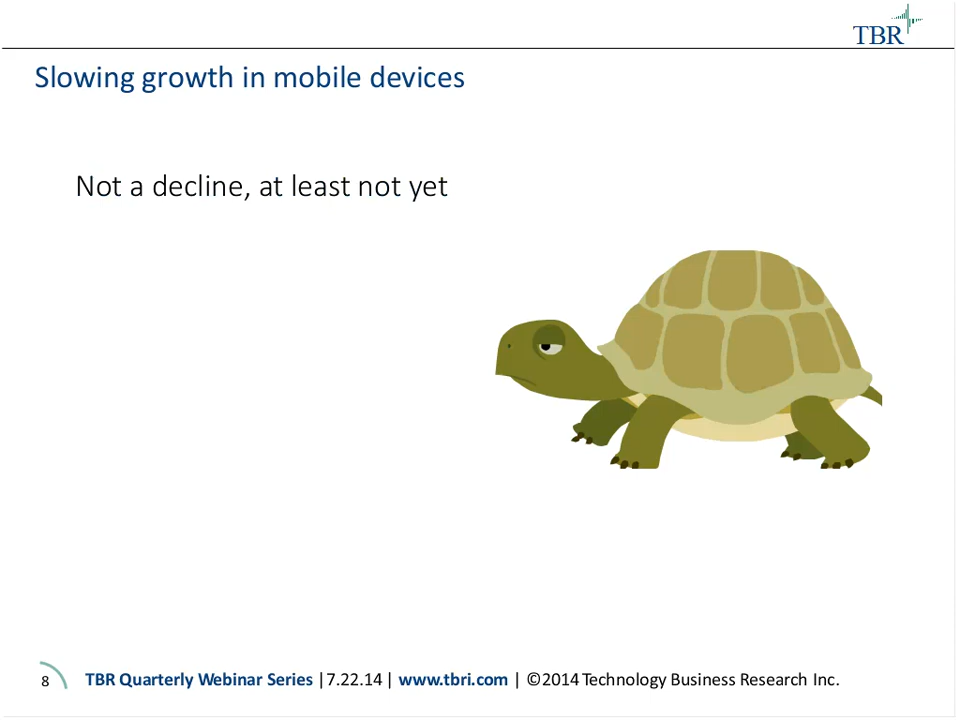 TBR
Slowing growth in mobile devices
Not a decline, at least not yet
8
TBR Quarterly Webinar Series |7.22.14 | www.tbri.com | ©2014 Technology Business Research Inc.